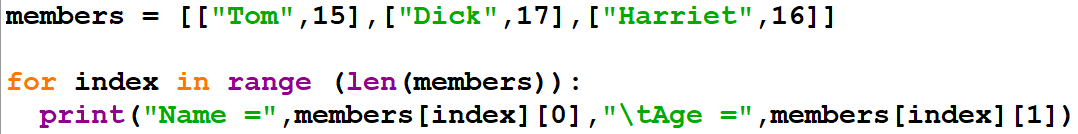 members = [["Tom",15],["Dick",17],["Harriet",16]]
for index in range (len(members)):
print("Name =",members[index][0],"\tAge =",members[index][1])